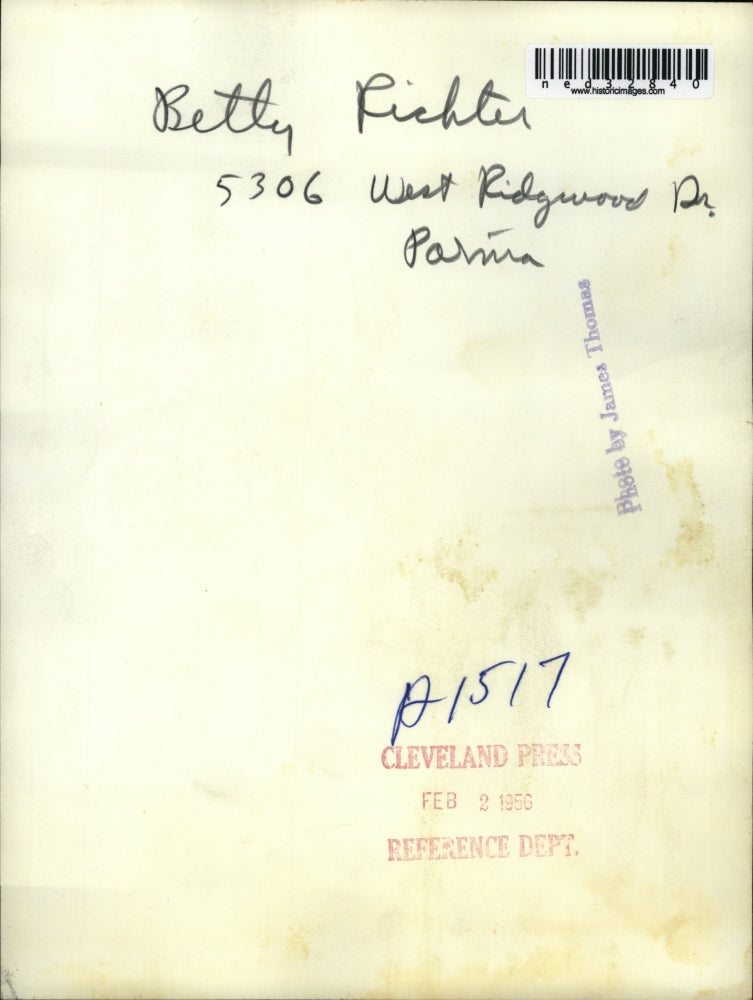 ned32840
www.historicimages.com
Betty Richter
5306 West Ridgewood Dr.
Parma
Photo by James Thomas
A1517
CLEVELAND PRESS
FEB 2 1956
REFERENCE DEPT.